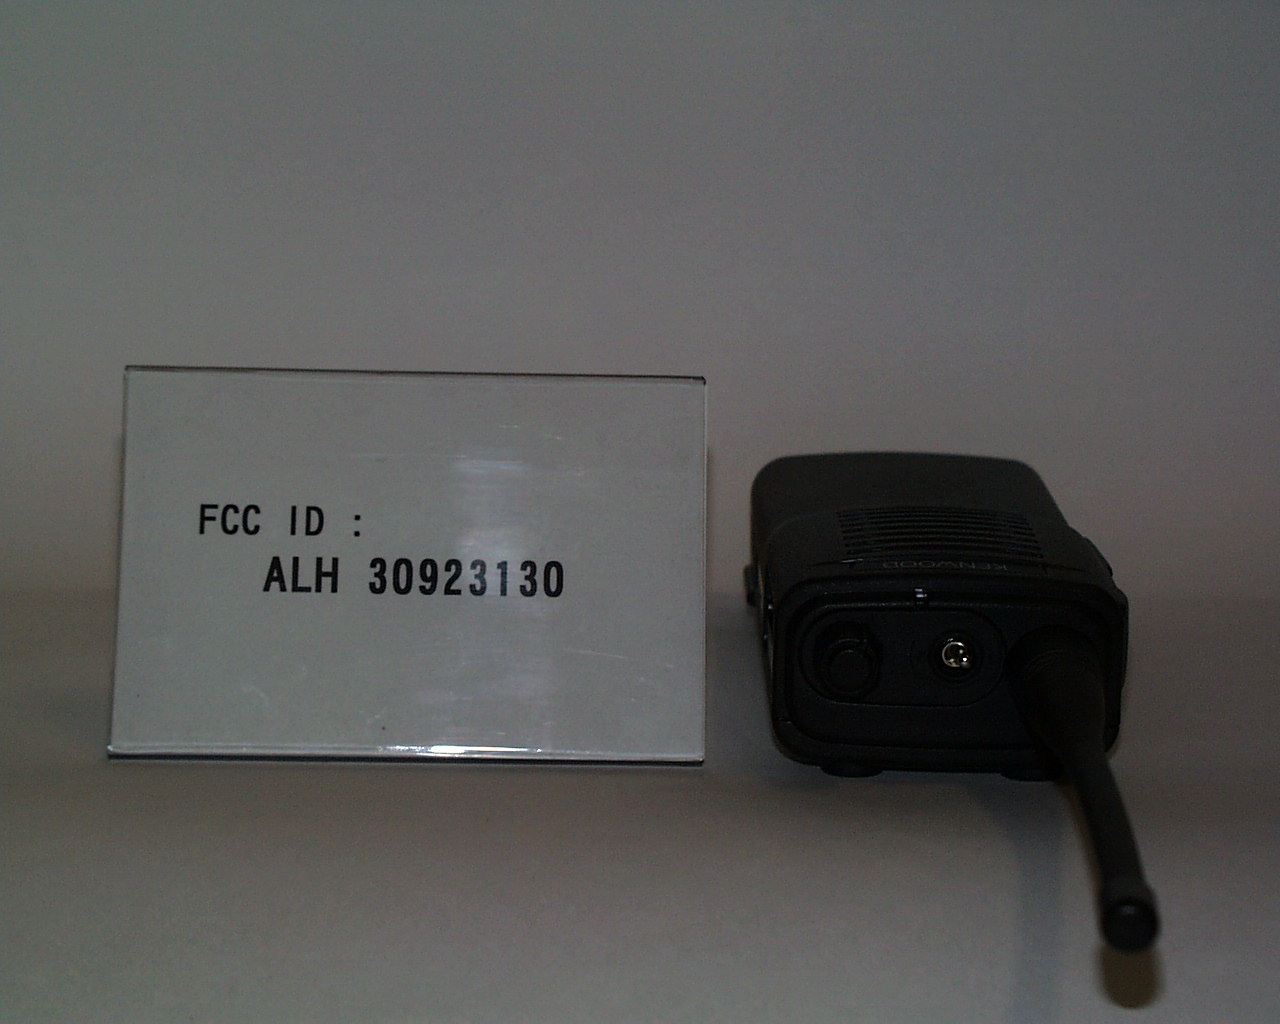 FCC ID :
ALH 30923130
KENWOOD